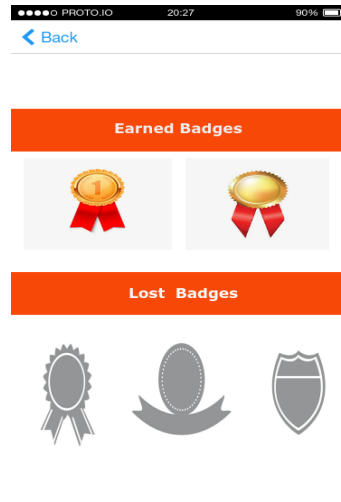 PROTO.IO 20:27 90%
Back
Earned Badges
1
Lost Badges